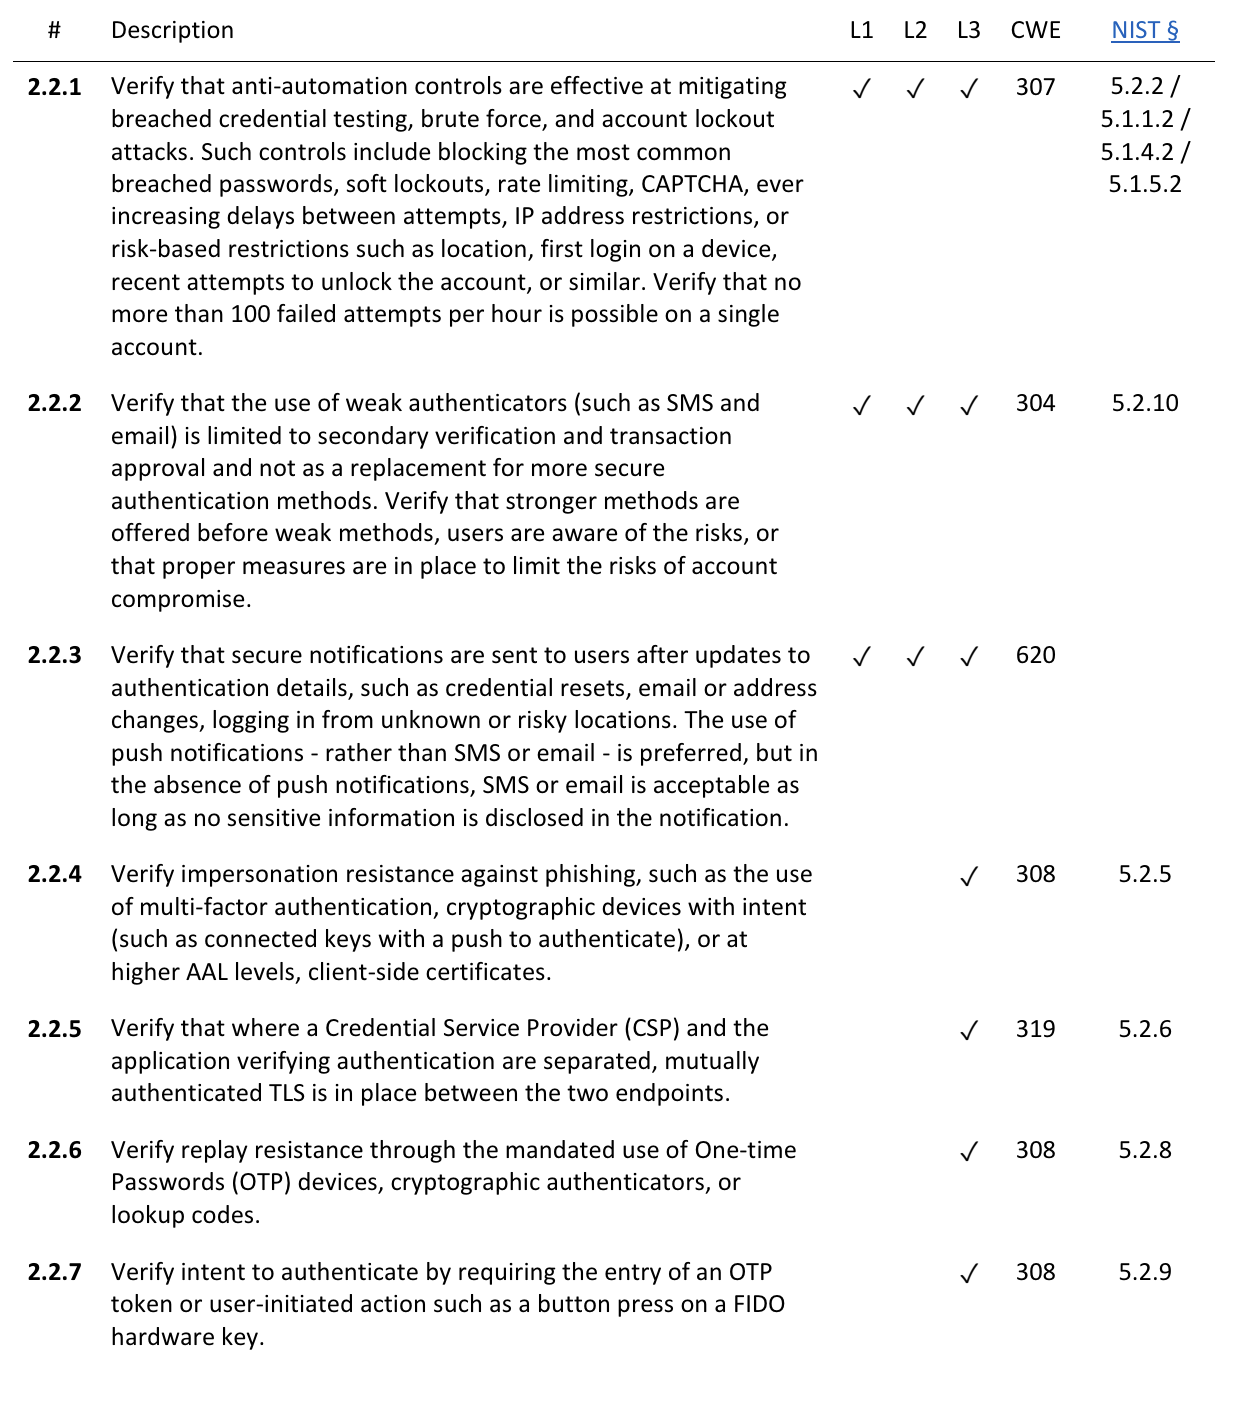 # Description L1 L2 L3 CWE NIST §
2.2.1 Verify that anti-automation controls are effective at mitigating ✓ ✓ ✓ 307 5.2.2 /
breached credential testing, brute force, and account lockout 5.1.1.2 /
attacks. Such controls include blocking the most common 5.1.4.2 /
breached passwords, soft lockouts, rate limiting, CAPTCHA, ever 5.1.5.2
increasing delays between attempts, IP address restrictions, or
risk-based restrictions such as location, first login on a device,
recent attempts to unlock the account, or similar. Verify that no
more than 100 failed attempts per hour is possible on a single
account.
2.2.2 Verify that the use of weak authenticators (such as SMS and ✓ ✓ ✓ 304 5.2.10
email) is limited to secondary verification and transaction
approval and not as a replacement for more secure
authentication methods. Verify that stronger methods are
offered before weak methods, users are aware of the risks, or
that proper measures are in place to limit the risks of account
compromise.
2.2.3 Verify that secure notifications are sent to users after updates to ✓ ✓ ✓ 620
authentication details, such as credential resets, email or address
changes, logging in from unknown or risky locations. The use of
push notifications - rather than SMS or email - is preferred, but in
the absence of push notifications, SMS or email is acceptable as
long as no sensitive information is disclosed in the notification.
2.2.4 Verify impersonation resistance against phishing, such as the use ✓ 308 5.2.5
of multi-factor authentication, cryptographic devices with intent
(such as connected keys with a push to authenticate), or at
higher AAL levels, client-side certificates.
2.2.5 Verify that where a Credential Service Provider (CSP) and the ✓ 319 5.2.6
application verifying authentication are separated, mutually
authenticated TLS is in place between the two endpoints.
2.2.6 Verify replay resistance through the mandated use of One-time ✓ 308 5.2.8
Passwords (OTP) devices, cryptographic authenticators, or
lookup codes.
2.2.7 Verify intent to authenticate by requiring the entry of an OTP ✓ 308 5.2.9
token or user-initiated action such as a button press on a FIDO
hardware key.